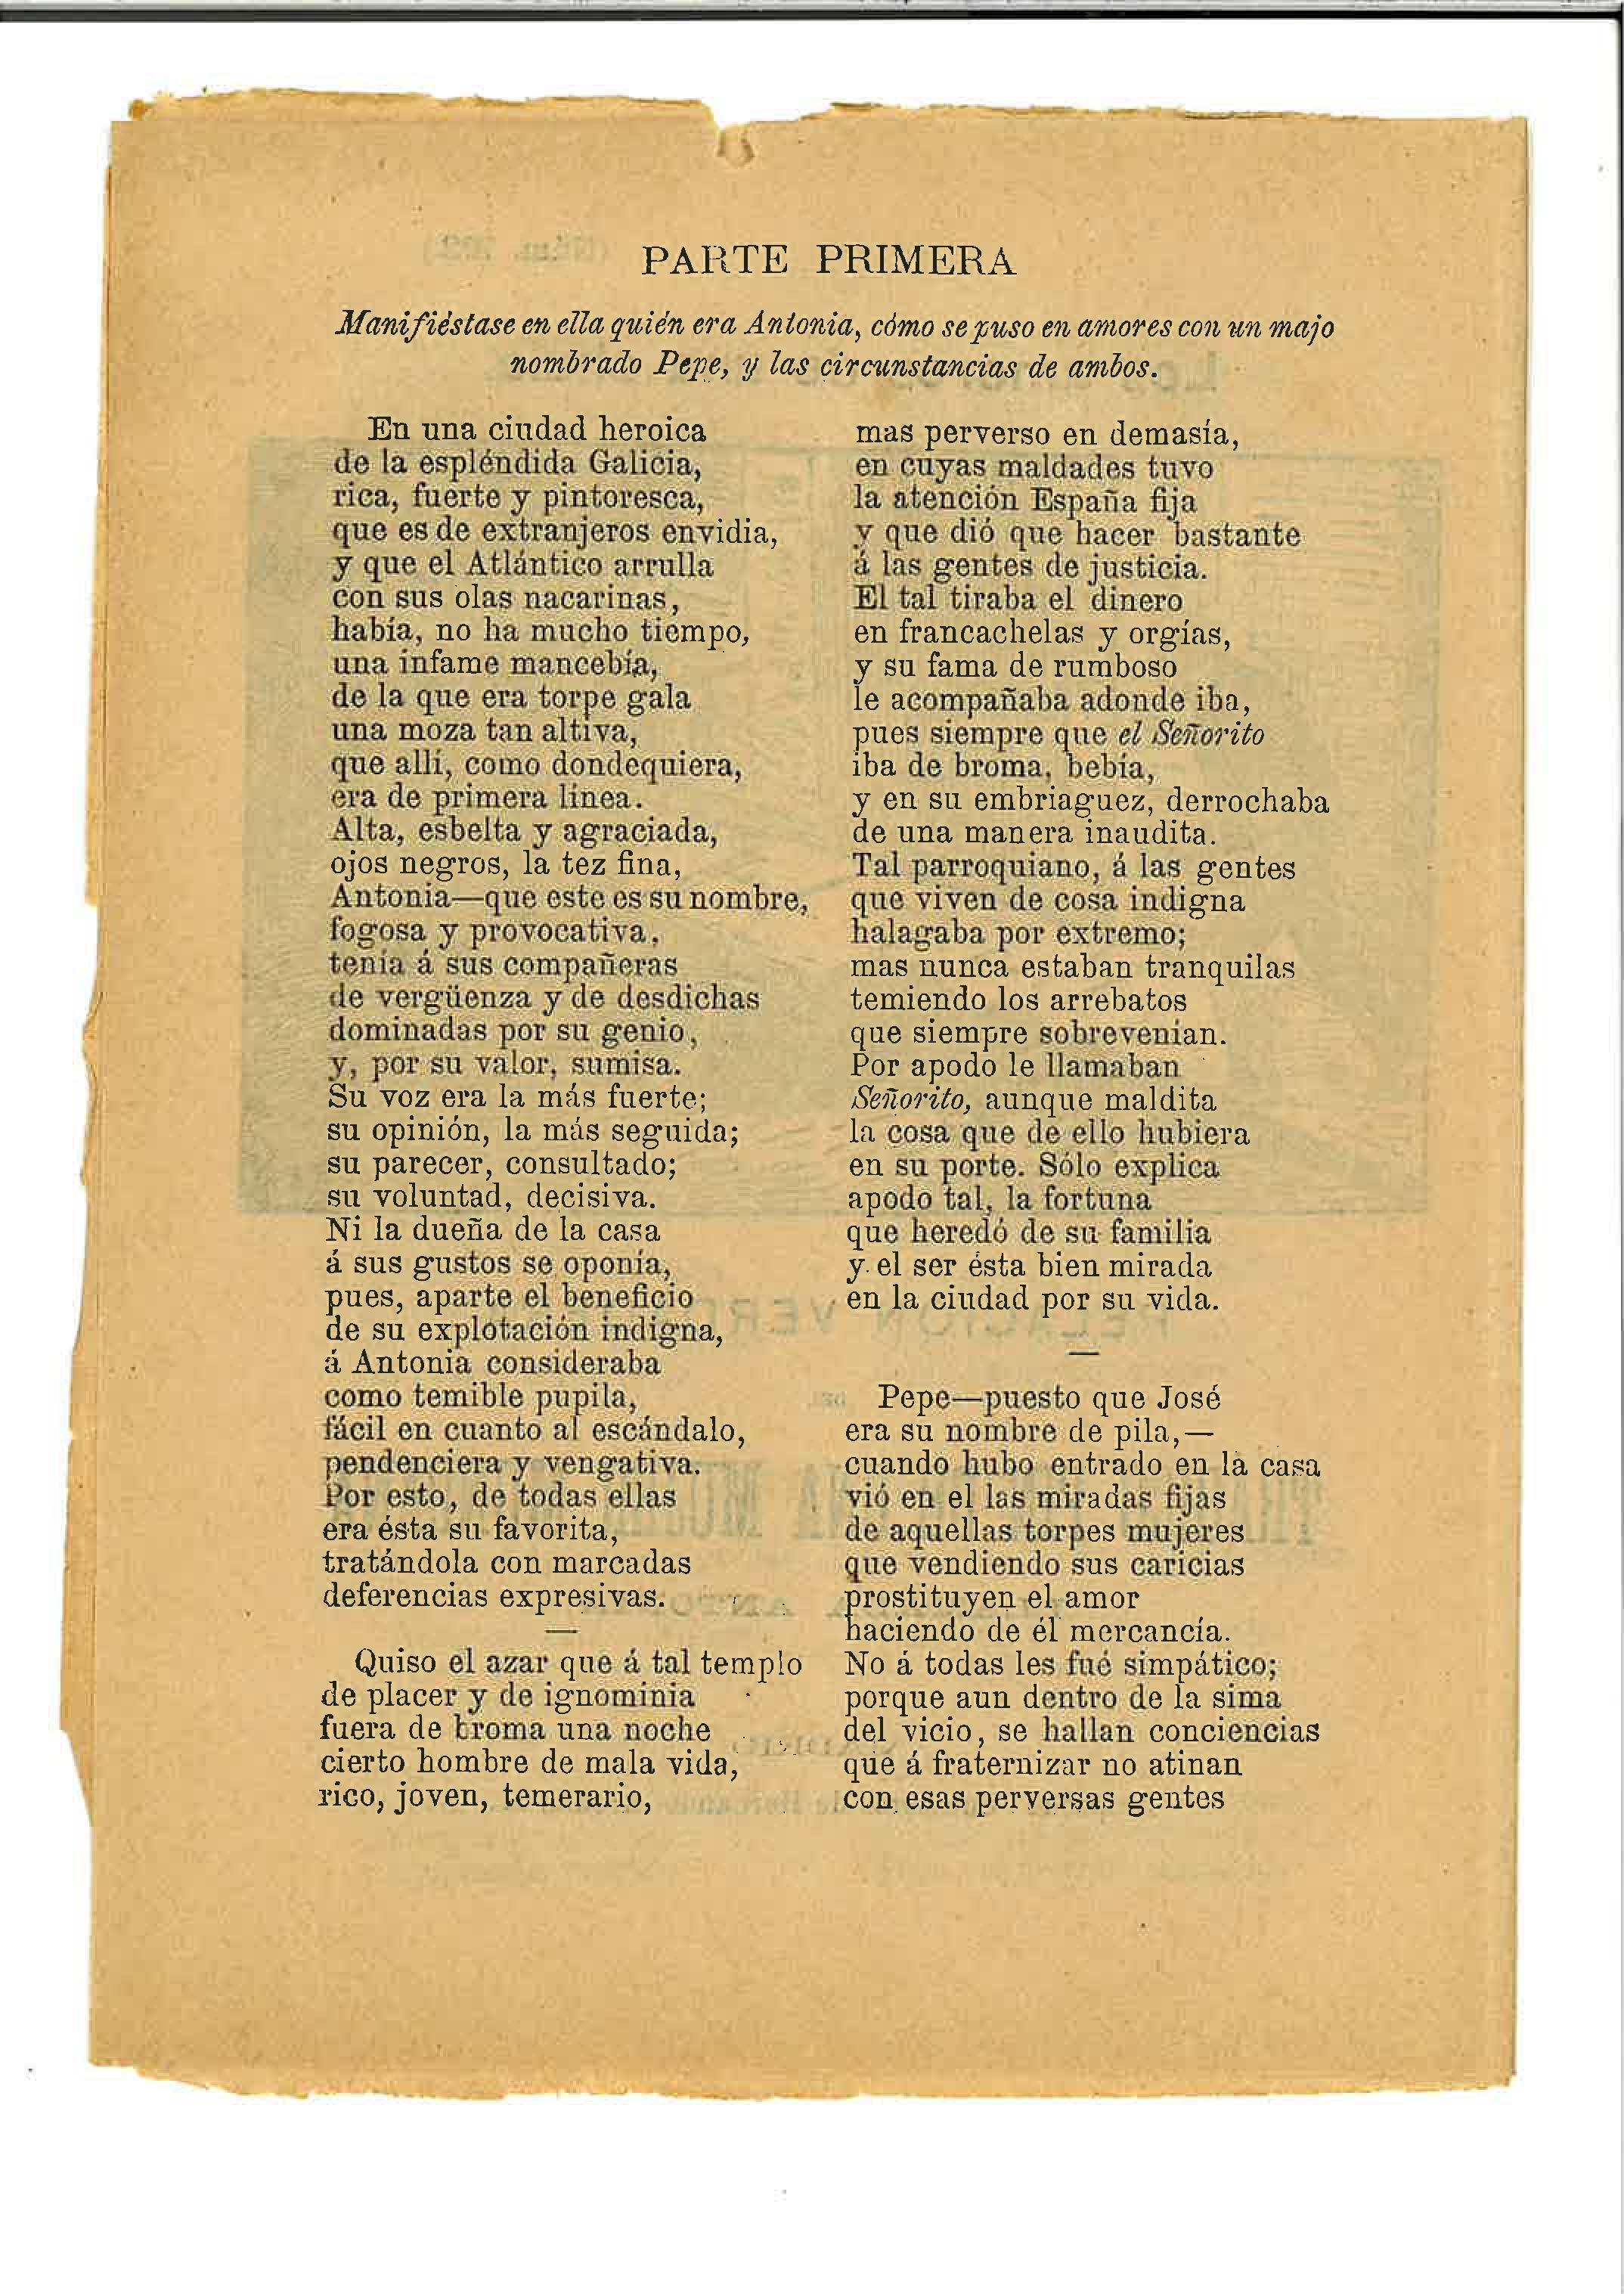 PARTE PRIMERA
Manifiéstase en ella quién era Antonia, cómo se puso en amores con un majo
nombrado Pepe, y las circunstancias de ambos.
En una ciudad heroica
de la espléndida Galicia,
rica, fuerte y pintoresca,
que es de extranjeros envidia,
y que el Atlántico arrulla
con sus olas nacarinas,
había, no ha mucho tiempo,
una infame mancebía,
de la que era torpe gala
una moza tan altiva,
que allí, como dondequiera,
era de primera línea.
Alta, esbelta y agraciada,
ojos negros, la tez fina,
Antonia—que este es su nombre,
fogosa y provocativa,
tenía á sus compañeras
de vergüenza y de desdichas
dominadas por su genio,
y, por su valor, sumisa.
Su voz era la más fuerte;
su opinión, la más seguida;
su parecer, consultado;
su voluntad, decisiva.
Ni la dueña de la casa
á sus gustos se oponía,
pues, aparte el beneficio
de su explotación indigna,
á Antonia consideraba
como temible pupila,
fácil en cuanto al escándalo,
pendenciera y vengativa.
Por esto, de todas ellas
era ésta su favorita,
tratándola con marcadas
deferencias expresivas.
Quiso el azar que á tal templo
de placer y de ignominia
fuera de broma una noche
cierto hombre de mala vida,
rico, joven, temerario,
mas perverso en demasía,
en cuyas maldades tuvo
la atención España fija
y que dió que hacer bastante
á las gentes de justicia.
El tal tiraba el dinero
en francachelas y orgías,
y su fama de rumboso
le acompañaba adonde iba,
pues siempre que el Señorito
iba de broma, bebía,
y en su embriaguez, derrochaba
de una manera inaudita.
Tal parroquiano, á las gentes
que viven de cosa indigna
halagaba por extremo;
mas nunca estaban tranquilas
temiendo los arrebatos
que siempre sobrevenían.
Por apodo le llamaban
Señorito, aunque maldita
la cosa que de ello hubiera
en su porte. Sólo explica
apodo tal, la fortuna
que heredó de su familia
y el ser ésta bien mirada
en la ciudad por su vida.
Pepe—puesto que José
era su nombre de pila,—
cuando hubo entrado en la casa
vió en el las miradas fijas
de aquellas torpes mujeres
que vendiendo sus caricias
prostituyen el amor
haciendo de él mercancía.
No á todas les fué simpático;
porque aun dentro de la sima
del vicio, se hallan conciencias
que á fraternizar no atinan
con esas perversas gentes